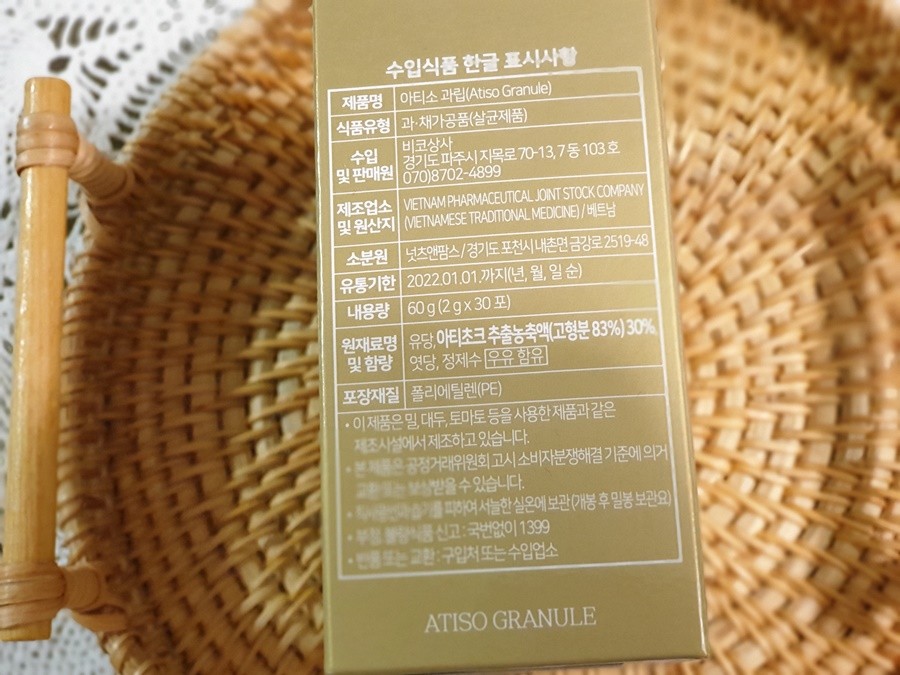 수입식품 한글 표시사항
제품명 아티소 과립(Atiso Granule)
식품유형 과·채가공품(살균제품)
수입 및 판매원 비코상사
경기도 파주시 지목로 70-13, 7동 103호
070)8702-4899
제조업소 및 원산지 VIETNAM PHARMACEUTICAL JOINT STOCK COMPANY
(VIETNAMESE TRADITIONAL MEDICINE) / 베트남
소분원 넛츠앤팜스 / 경기도 포천시 내촌면 금강로 2519-48
유통기한 2022.01.01.까지(년, 월, 일 순)
내용량 60 g (2 g x 30 포)
원재료명 및 함량 유당, 아티초크 추출농축액(고형분 83%) 30%,
엿당, 정제수 우유 함유
포장재질 폴리에틸렌(PE)
• 이 제품은 밀, 대두, 토마토 등을 사용한 제품과 같은
제조시설에서 제조하고 있습니다.
• 본 제품은 공정거래위원회 고시 소비자분쟁해결 기준에 의거
교환 또는 보상받을 수 있습니다.
• 직사광선과 습기를 피하여 서늘한 실온에 보관 (개봉 후 밀봉 보관요)
• 부정, 불량식품 신고 : 국번없이 1399
• 반품 또는 교환 : 구입처 또는 수입업소
ATISO GRANULE